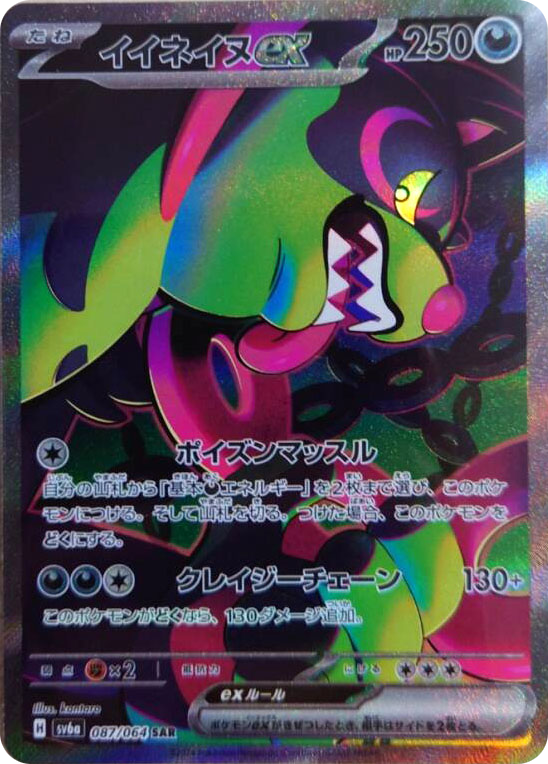 たね イイネイヌex HP250
ポイズンマッスル
自分の山札から「基本エネルギー」を2枚まで選び、このポケ
モンにつける。そして山札を切る。つけた場合、このポケモンを
どくにする。
クレイジーチェーン 130+
このポケモンがどくなら、130ダメージ追加。
弱点 ×2 抵抗力 にげる
exルール
ポケモンexがきぜつしたとき、相手はサイドを2枚とる。
illus. kantaro
H sv6a 087/064 SAR